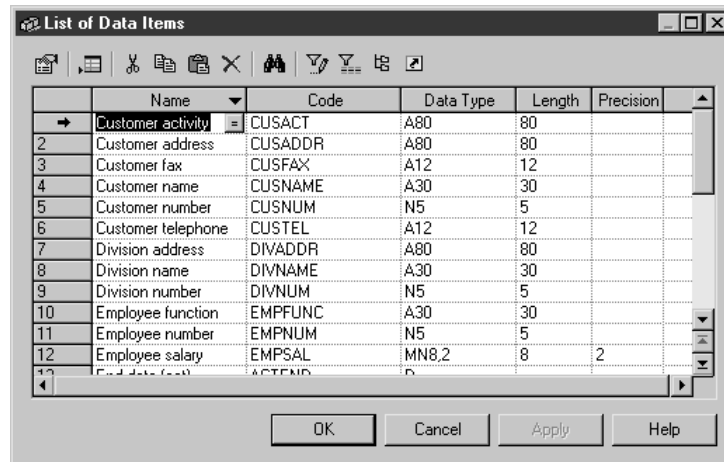 List of Data Items
Name Code Data Type Length Precision
Customer activity = CUSACT A80 80
2 Customer address CUSADDR A80 80
3 Customer fax CUSFAX A12 12
4 Customer name CUSNAME A30 30
5 Customer number CUSNUM N5 5
6 Customer telephone CUSTEL A12 12
7 Division address DIVADDR A80 80
8 Division name DIVNAME A30 30
9 Division number DIVNUM N5 5
10 Employee function EMPFUNC A30 30
11 Employee number EMPNUM N5 5
12 Employee salary EMPSAL MN8,2 8 2
OK Cancel Apply Help